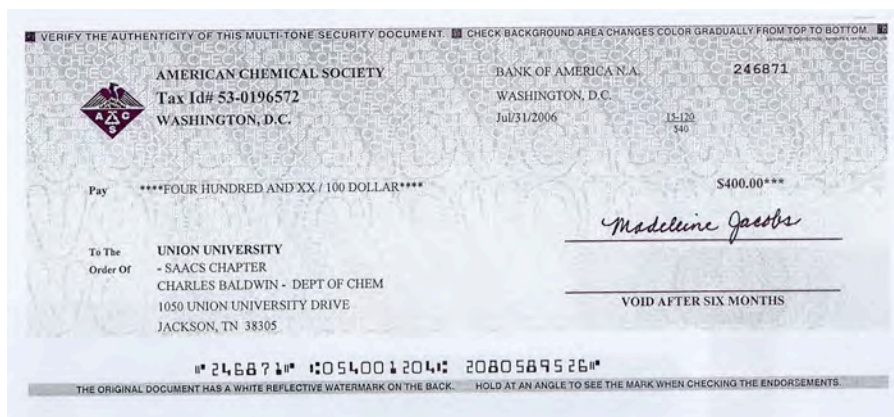 VERIFY THE AUTHENTICITY OF THIS MULTI-TONE SECURITY DOCUMENT. CHECK BACKGROUND AREA CHANGES COLOR GRADUALLY FROM TOP TO BOTTOM.
AMERICAN CHEMICAL SOCIETY BANK OF AMERICA N.A. 246871
Tax Id# 53-0196572 WASHINGTON, D.C.
WASHINGTON, D.C. Jul/31/2006 15-120
540
A C S
Pay ****FOUR HUNDRED AND XX / 100 DOLLAR**** $400.00***
Madeleine Jacobs
To The UNION UNIVERSITY
Order Of - SAACS CHAPTER
CHARLES BALDWIN - DEPT OF CHEM
1050 UNION UNIVERSITY DRIVE VOID AFTER SIX MONTHS
JACKSON, TN 38305
⑈246871⑈ ⑆054001204⑆ 2080589526⑈
THE ORIGINAL DOCUMENT HAS A WHITE REFLECTIVE WATERMARK ON THE BACK. HOLD AT AN ANGLE TO SEE THE MARK WHEN CHECKING THE ENDORSEMENTS.